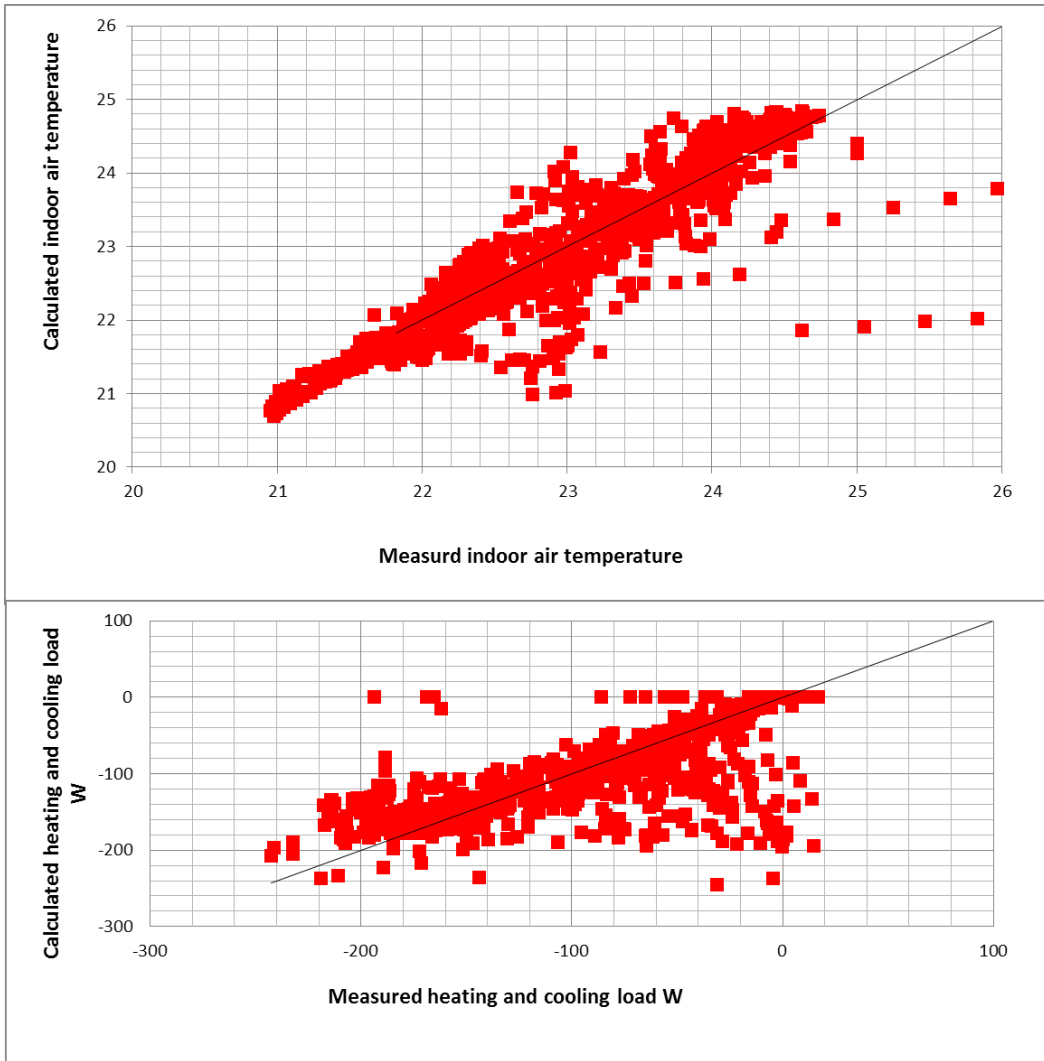 26
25
24
23
22
21
20
Calculated indoor air temperature
20 21 22 23 24 25 26
Measurd indoor air temperature
100
0
-100
-200
-300
Calculated heating and cooling load
W
-300 -200 -100 0 100
Measured heating and cooling load W